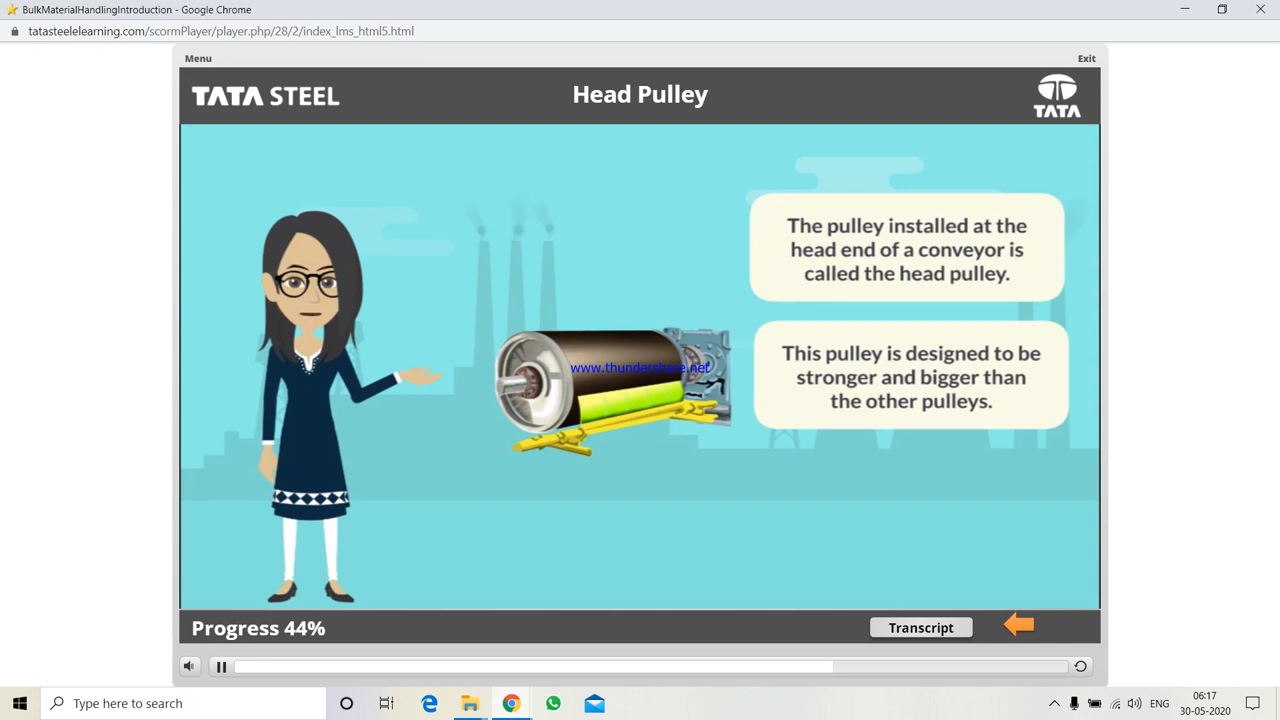 BulkMaterialHandlingIntroduction - Google Chrome
tatasteelelearning.com/scormPlayer/player.php/28/2/index_lms_html5.html
Menu
Exit
TATA STEEL
Head Pulley
TATA
The pulley installed at the
head end of a conveyor is
called the head pulley.
www.thundershare.net
This pulley is designed to be
stronger and bigger than
the other pulleys.
Progress 44%
Transcript
Type here to search
ENG
06:17
30-05-2020